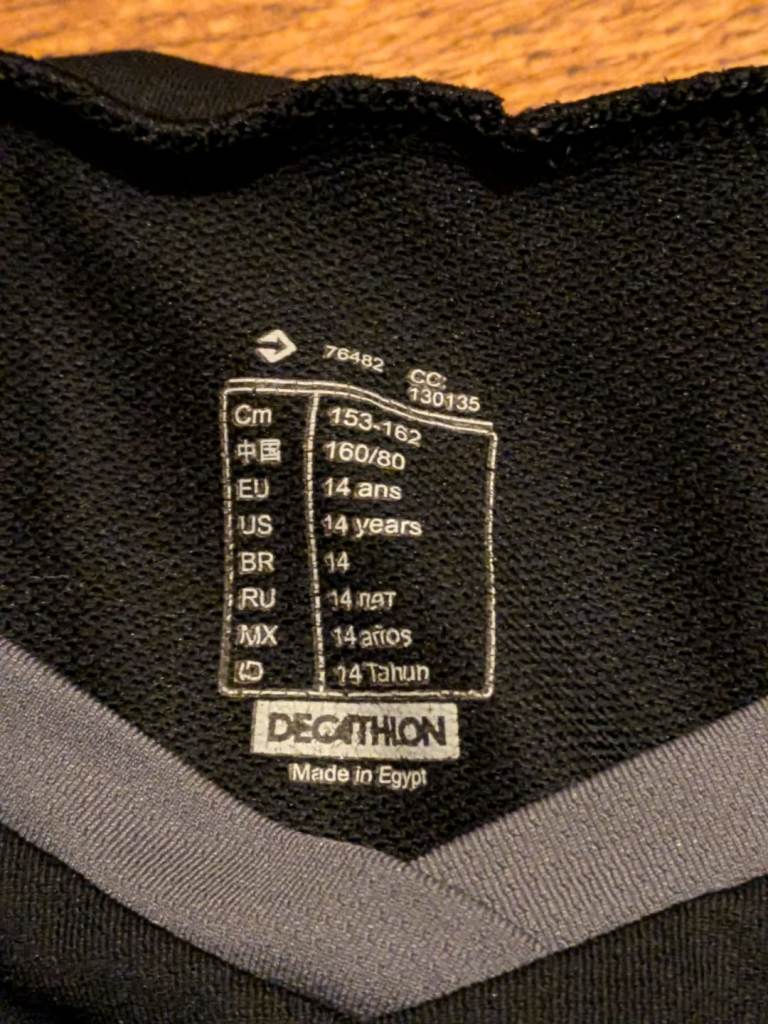 76482 CC:
130135
Cm 153-162
中国 160/80
EU 14 ans
US 14 years
BR 14
RU 14 лет
MX 14 años
ID 14 Tahun
DECATHLON
Made in Egypt